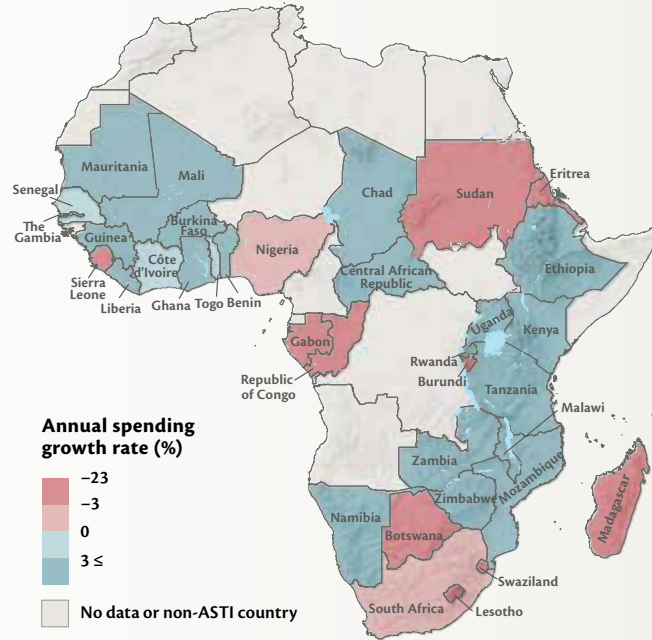 Mauritania
Mali
Senegal
The
Gambia
Burkina
Faso
Guinea
Côte
d'Ivoire
Sierra
Leone
Liberia
Ghana
Togo
Benin
Nigeria
Chad
Sudan
Eritrea
Central African
Republic
Ethiopia
Gabon
Republic
of Congo
Uganda
Kenya
Rwanda
Burundi
Tanzania
Malawi
Zambia
Mozambique
Zimbabwe
Namibia
Botswana
Madagascar
Swaziland
South Africa
Lesotho
Annual spending
growth rate (%)
−23
−3
0
3 ≤
No data or non-ASTI country